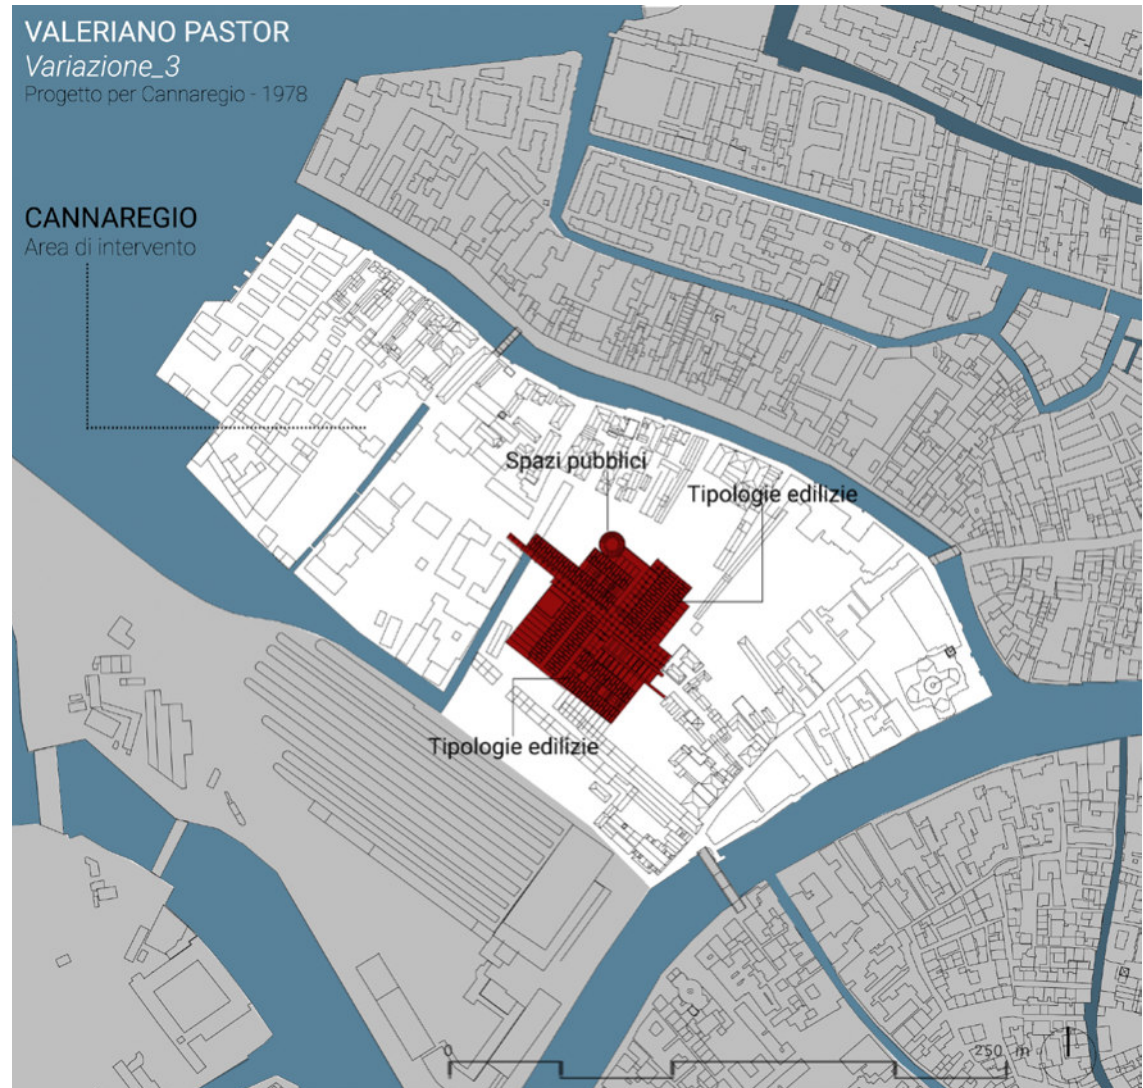 VALERIANO PASTOR
Variazione_3
Progetto per Cannaregio - 1978
CANNAREGIO
Area di intervento
Spazi pubblici
Tipologie edilizie
Tipologie edilizie
0
250 m